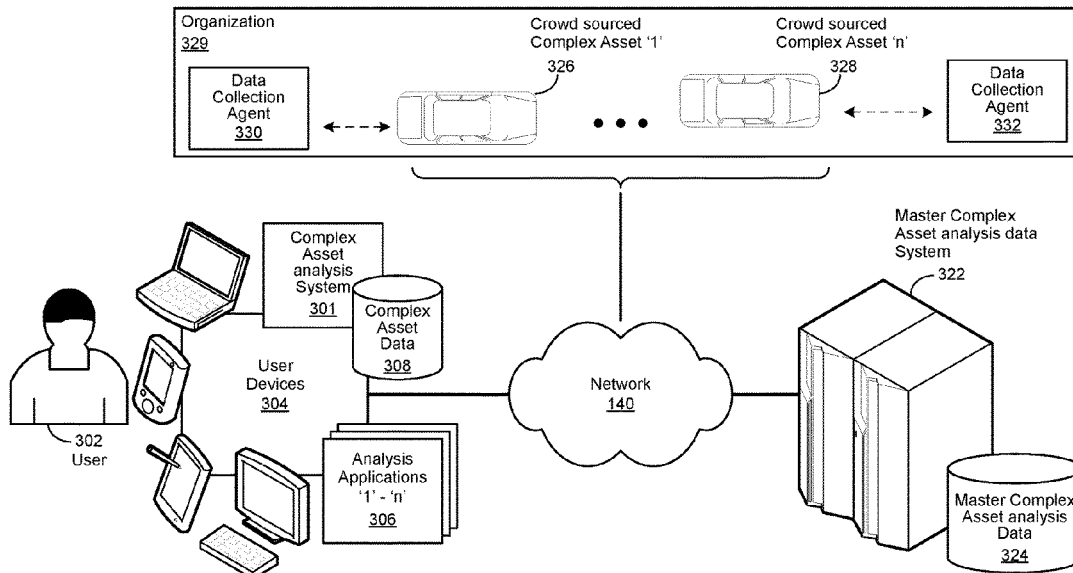 Organization
329
Data
Collection
Agent
330
Crowd sourced
Complex Asset '1'
326
Crowd sourced
Complex Asset 'n'
328
Data
Collection
Agent
332
Complex
Asset
analysis
System
301
Complex
Asset
Data
308
User
Devices
304
302
User
Analysis
Applications
'1' - 'n'
306
Network
140
Master Complex
Asset analysis data
System
322
Master Complex
Asset analysis
Data
324